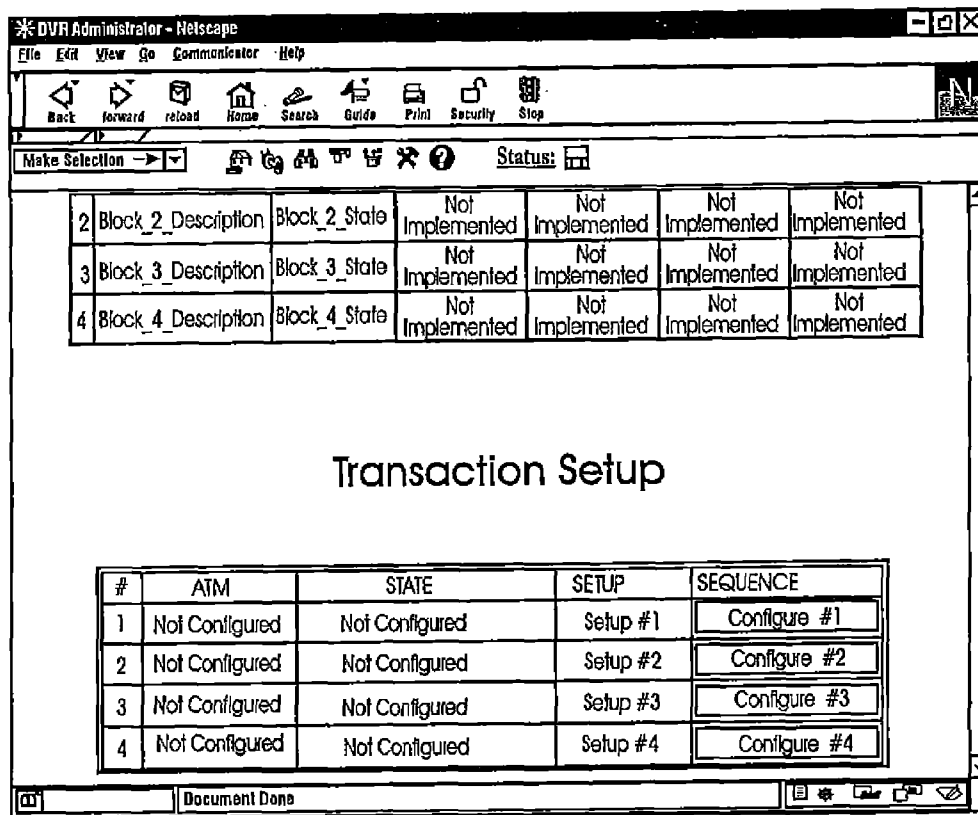 DVR Administrator - Netscape
File Edit View Go Communicator Help
Back forward reload Home Search Guide Print Security Stop
N
Make Selection Status:
2 Block_2_Description Block_2_State Not Implemented Not Implemented Not Implemented Not Implemented
3 Block_3_Description Block_3_State Not Implemented Not Implemented Not Implemented Not Implemented
4 Block_4_Description Block_4_State Not Implemented Not Implemented Not Implemented Not Implemented
Transaction Setup
# ATM STATE SETUP SEQUENCE
1 Not Configured Not Configured Setup #1 Configure #1
2 Not Configured Not Configured Setup #2 Configure #2
3 Not Configured Not Configured Setup #3 Configure #3
4 Not Configured Not Configured Setup #4 Configure #4
Document Done